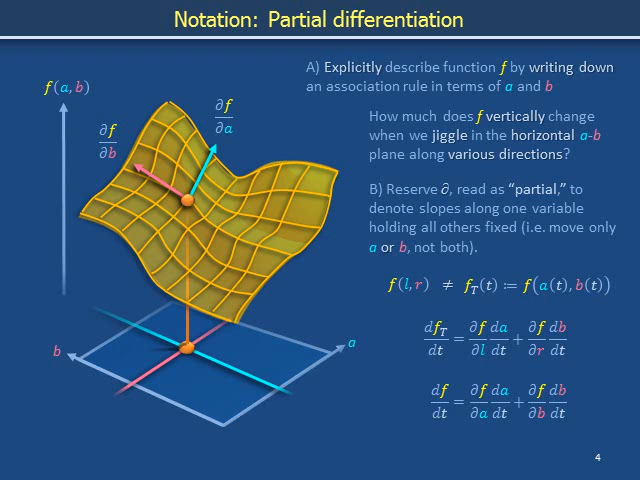 Notation: Partial differentiation
A) Explicitly describe function f by writing down
an association rule in terms of a and b
f(a, b)
∂f/∂a
∂f/∂b
How much does f vertically change
when we jiggle in the horizontal a-b
plane along various directions?
B) Reserve ∂, read as “partial,” to
denote slopes along one variable
holding all others fixed (i.e. move only
a or b, not both).
f(l, r) ≠ f_T(t) ≔ f(a(t), b(t))
df_T/dt = ∂f/∂l da/dt + ∂f/∂r db/dt
b
a
df/dt = ∂f/∂a da/dt + ∂f/∂b db/dt
4